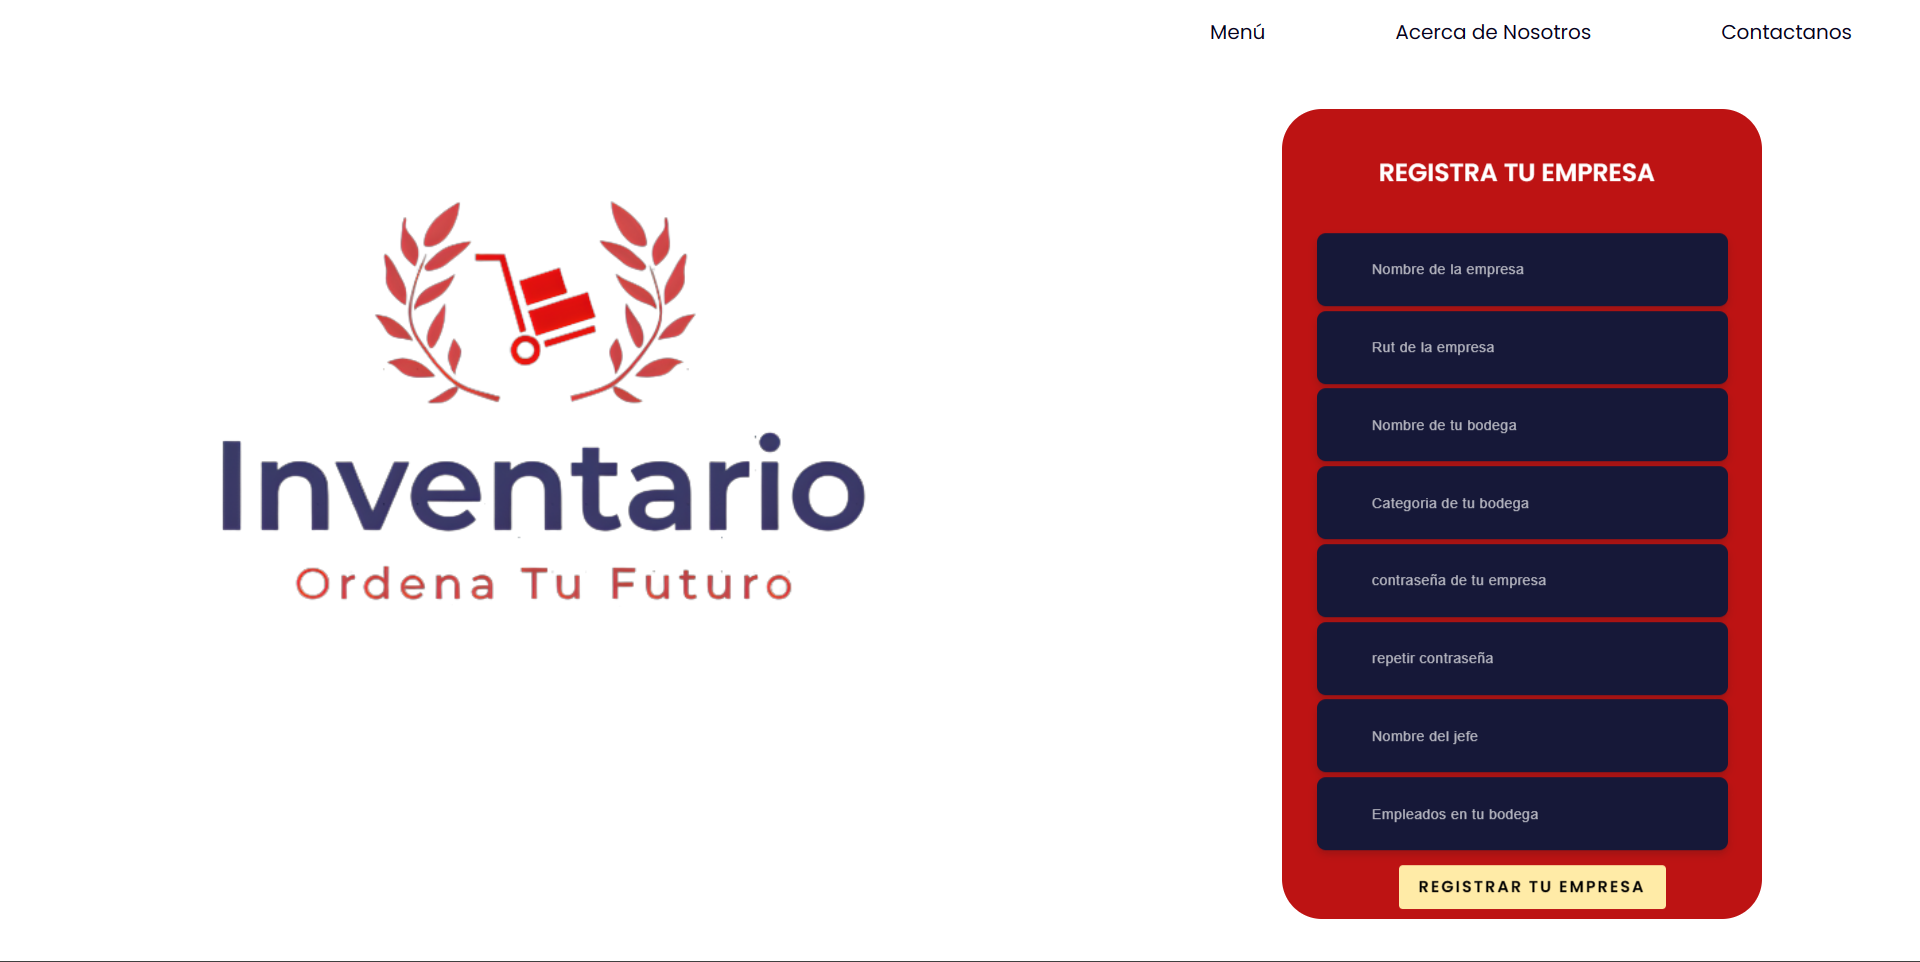 Menú
Acerca de Nosotros
Contactanos
Inventario
Ordena Tu Futuro
REGISTRA TU EMPRESA
Nombre de la empresa
Rut de la empresa
Nombre de tu bodega
Categoria de tu bodega
contraseña de tu empresa
repetir contraseña
Nombre del jefe
Empleados en tu bodega
REGISTRAR TU EMPRESA